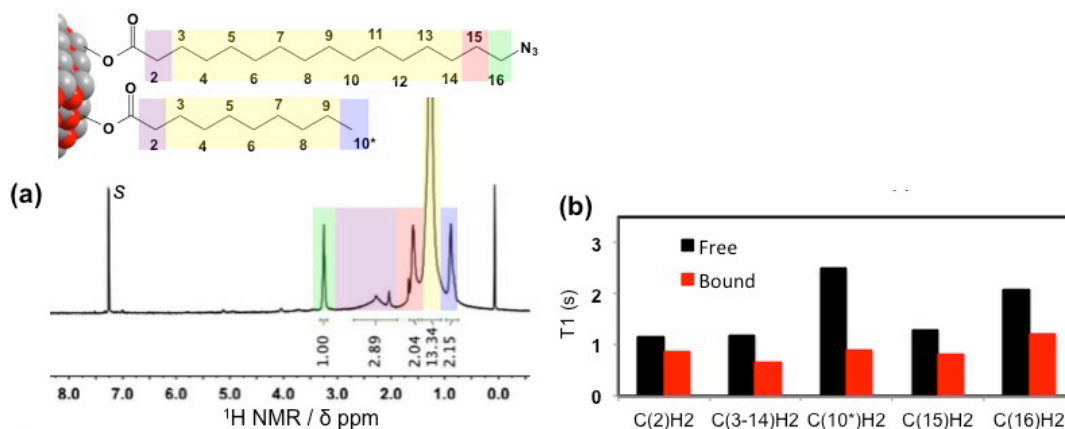 O
3 5 7 9 11 13 15
N3
O
2 4 6 8 10 12 14 16
O
3 5 7 9
O
2 4 6 8 10*
(a)
S
1.00
2.89
2.04
13.34
2.15
8.0 7.0 6.0 5.0 4.0 3.0 2.0 1.0 0.0
¹H NMR / δ ppm
(b)
T1 (s)
3
2
1
0
Free
Bound
C(2)H2 C(3-14)H2 C(10*)H2 C(15)H2 C(16)H2